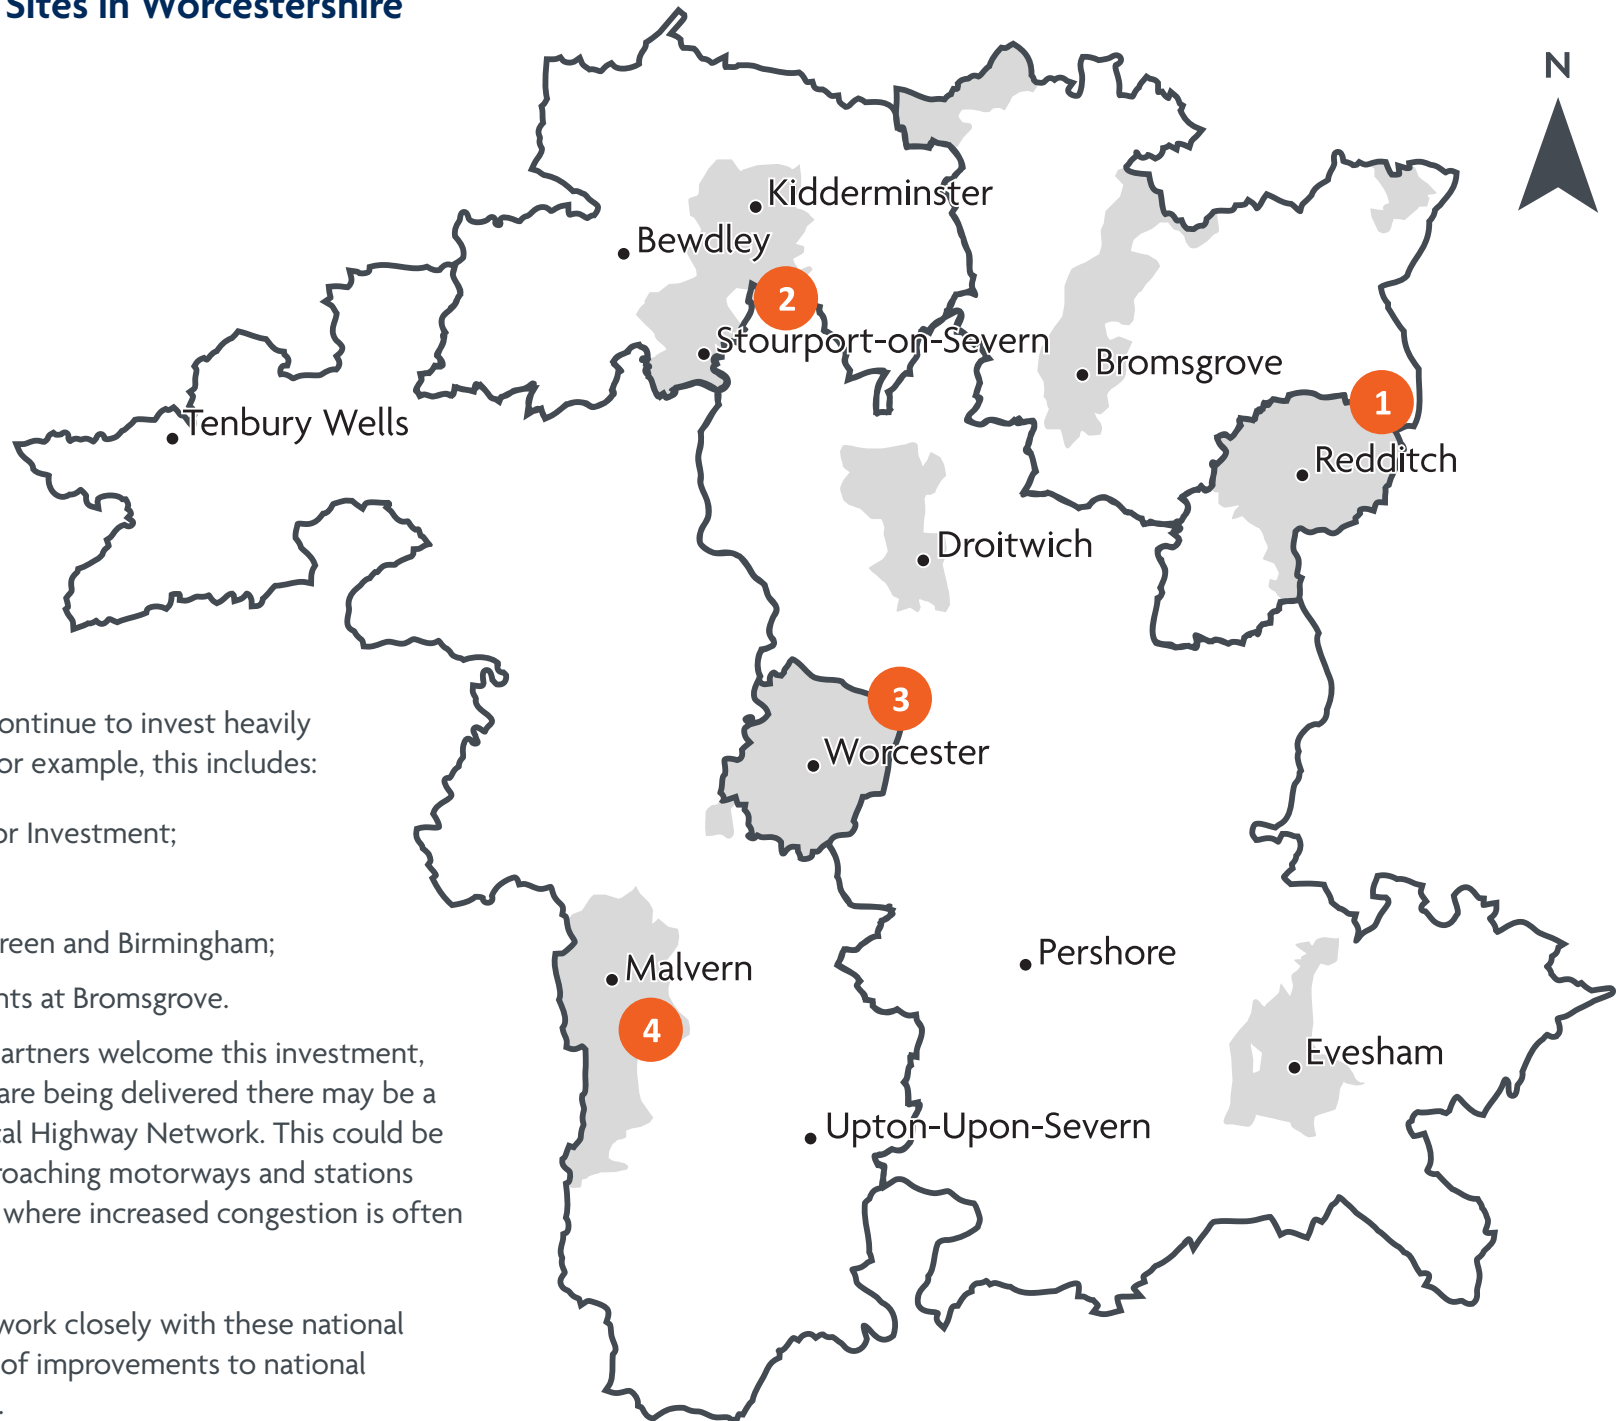 Sites in Worcestershire
N
Kidderminster
Bewdley
2
Stourport-on-Severn
Bromsgrove
1
Tenbury Wells
Redditch
Droitwich
3
Worcester
Malvern
4
Pershore
Evesham
Upton-Upon-Severn
ontinue to invest heavily
or example, this includes:
or Investment;
reen and Birmingham;
nts at Bromsgrove.
artners welcome this investment,
are being delivered there may be a
cal Highway Network. This could be
roaching motorways and stations
where increased congestion is often
work closely with these national
of improvements to national